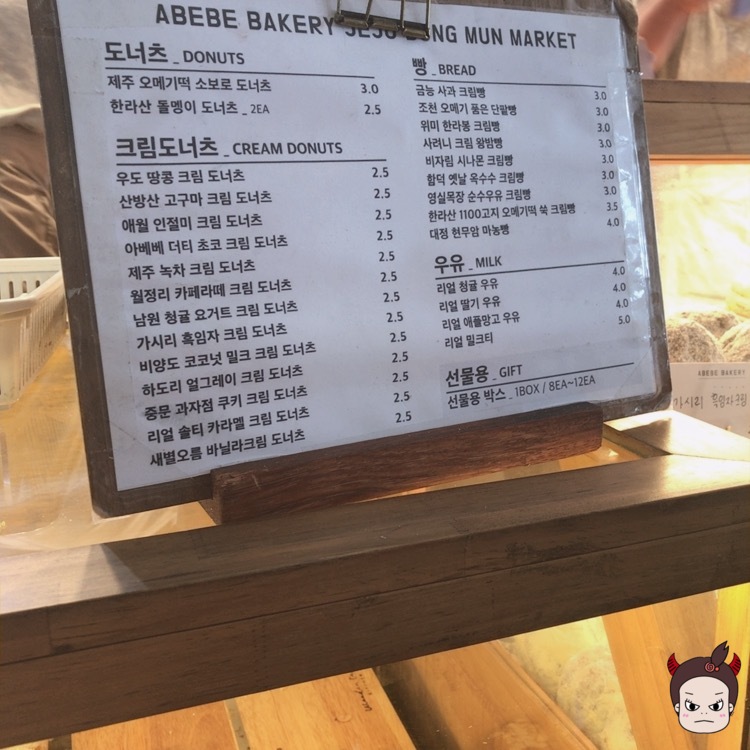 ABEBE BAKERY JEJU DONG MUN MARKET
도너츠 _ DONUTS
제주 오메기떡 소보로 도너츠 3.0
한라산 돌멩이 도너츠 _ 2EA 2.5
크림도너츠 _ CREAM DONUTS
우도 땅콩 크림 도너츠 2.5
산방산 고구마 크림 도너츠 2.5
애월 인절미 크림 도너츠 2.5
아베베 더티 초코 크림 도너츠 2.5
제주 녹차 크림 도너츠 2.5
월정리 카페라떼 크림 도너츠 2.5
남원 청귤 요거트 크림 도너츠 2.5
가시리 흑임자 크림 도너츠 2.5
비양도 코코넛 밀크 크림 도너츠 2.5
하도리 얼그레이 크림 도너츠 2.5
중문 과자점 쿠키 크림 도너츠 2.5
리얼 솔티 카라멜 크림 도너츠 2.5
새별오름 바닐라크림 도너츠 2.5
빵 _ BREAD
금능 사과 크림빵 3.0
조천 오메기 품은 단팥빵 3.0
위미 한라봉 크림빵 3.0
사려니 크림 왕밤빵 3.0
비자림 시나몬 크림빵 3.0
함덕 옛날 옥수수 크림빵 3.0
영실목장 순수우유 크림빵 3.0
한라산 1100고지 오메기떡 쑥 크림빵 3.5
대정 현무암 마농빵 4.0
우유 _ MILK
리얼 청귤 우유 4.0
리얼 딸기 우유 4.0
리얼 애플망고 우유 4.0
리얼 밀크티 5.0
선물용 _ GIFT
선물용 박스 _ 1BOX / 8EA~12EA
ABEBE BAKERY
가시리 흑임자크림